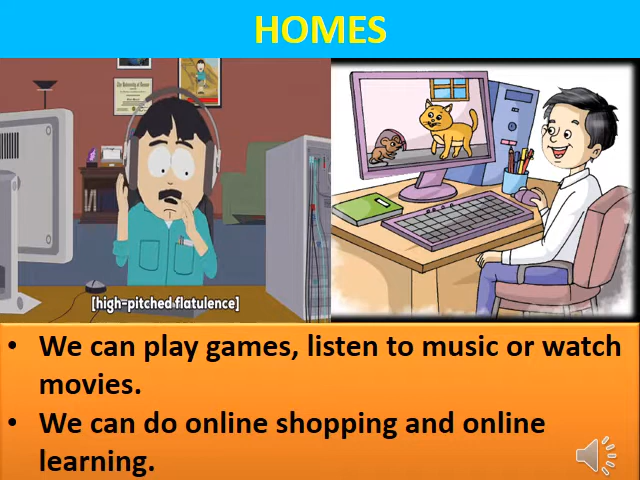 HOMES
[high-pitched flatulence]
• We can play games, listen to music or watch
movies.
• We can do online shopping and online
learning.